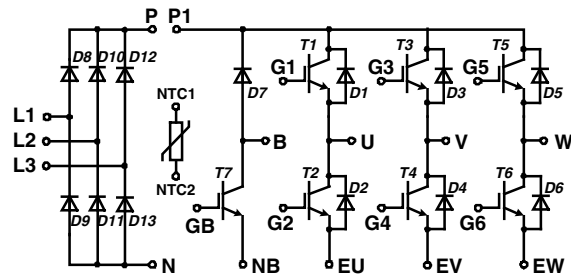 P P1
D8 D10 D12 T1 T3 T5
G1 G3 G5
NTC1 D7 D1 D3 D5
L1
L2 B U V W
L3
T7 T2 D2 T4 D4 T6 D6
NTC2
D9 D11 D13 GB G2 G4 G6
N NB EU EV EW